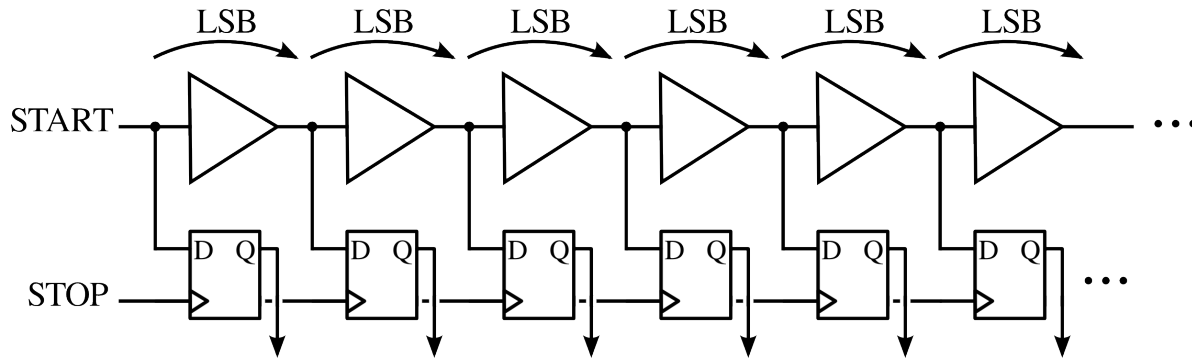 LSB LSB LSB LSB LSB LSB
START ...
D Q D Q D Q D Q D Q D Q
STOP ...